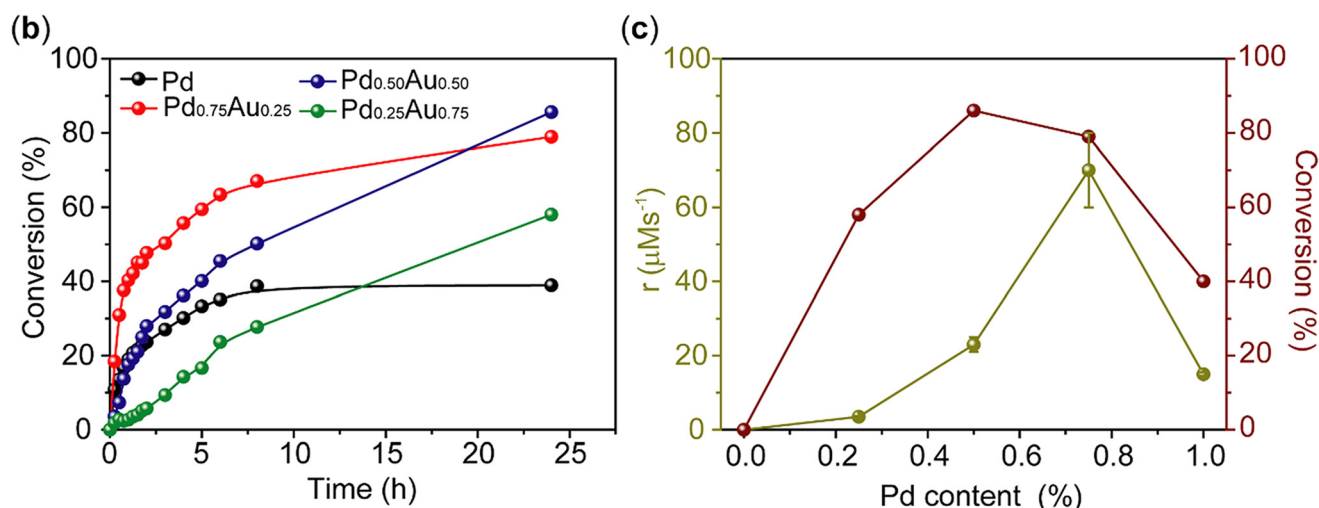 (b)
100
80
60
40
20
0
Conversion (%)
Pd
Pd0.75Au0.25
Pd0.50Au0.50
Pd0.25Au0.75
0 5 10 15 20 25
Time (h)
(c)
100
80
60
40
20
0
r (μMs-1)
100
80
60
40
20
0
Conversion (%)
0.0 0.2 0.4 0.6 0.8 1.0
Pd content (%)